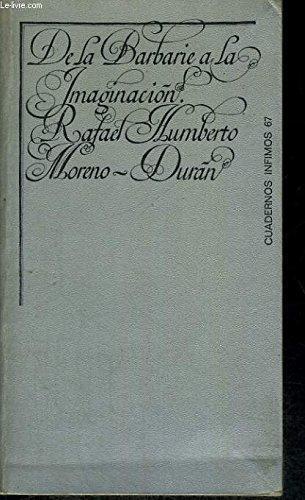 Le-livre.com
De la Barbarie a la
Imaginación.
Rafael Humberto
Moreno~Durán
CUADERNOS INFIMOS 67